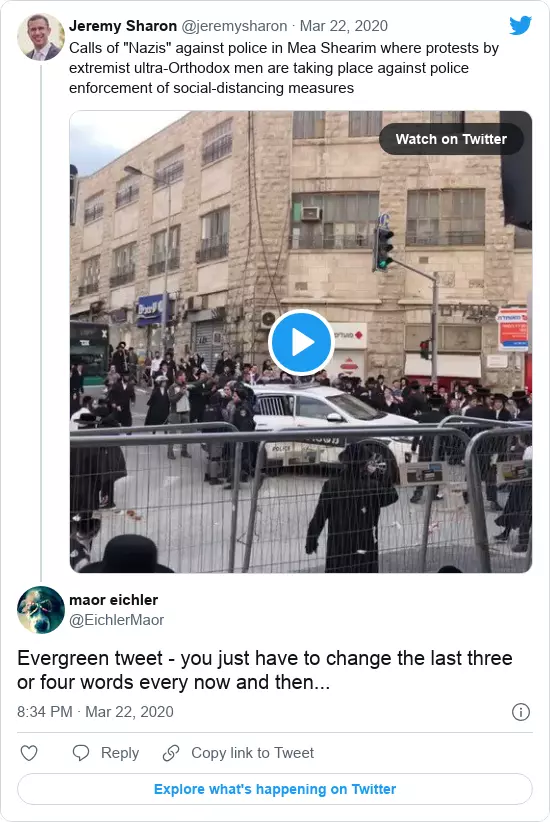 Jeremy Sharon @jeremysharon · Mar 22, 2020
Calls of "Nazis" against police in Mea Shearim where protests by
extremist ultra-Orthodox men are taking place against police
enforcement of social-distancing measures
Watch on Twitter
POLICE
maor eichler
@EichlerMaor
Evergreen tweet - you just have to change the last three
or four words every now and then...
8:34 PM · Mar 22, 2020
Reply
Copy link to Tweet
Explore what's happening on Twitter